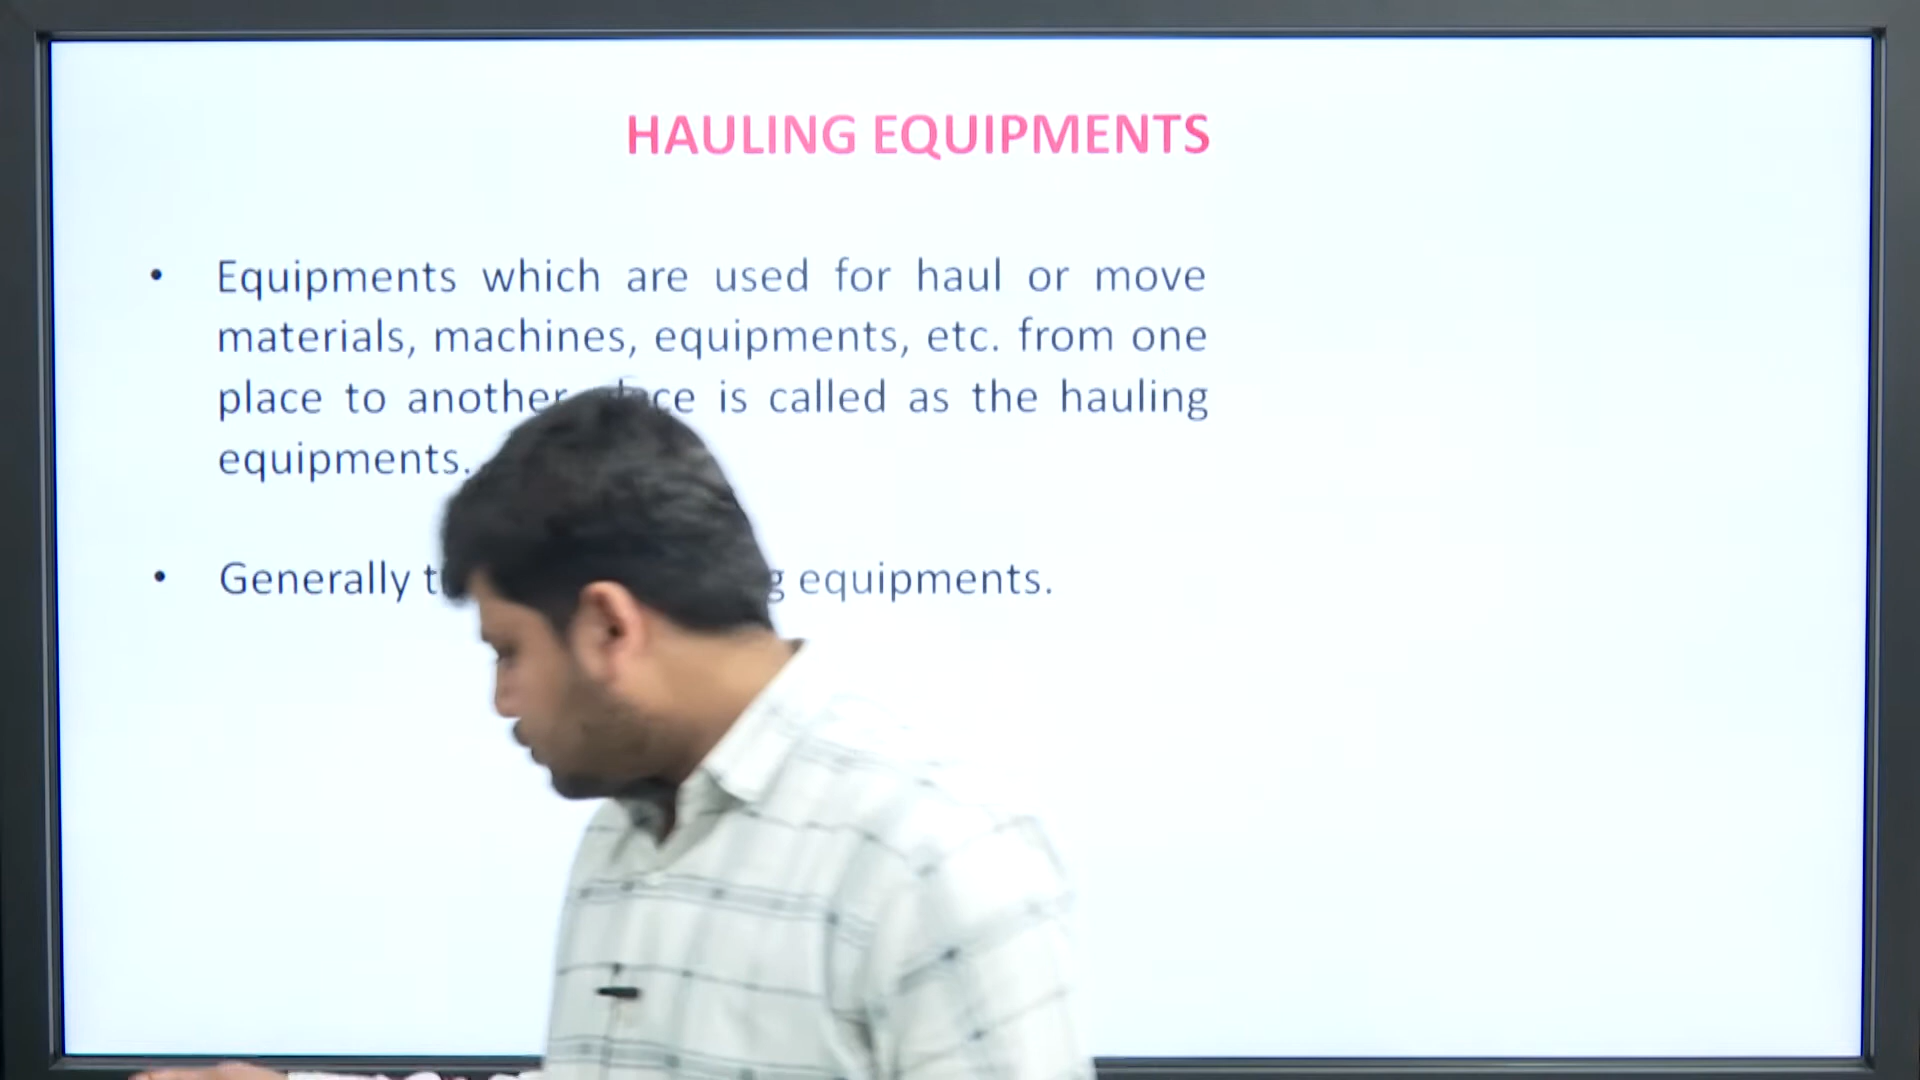 HAULING EQUIPMENTS
• Equipments which are used for haul or move
materials, machines, equipments, etc. from one
place to another is called as the hauling
equipments.
• Generally equipments.